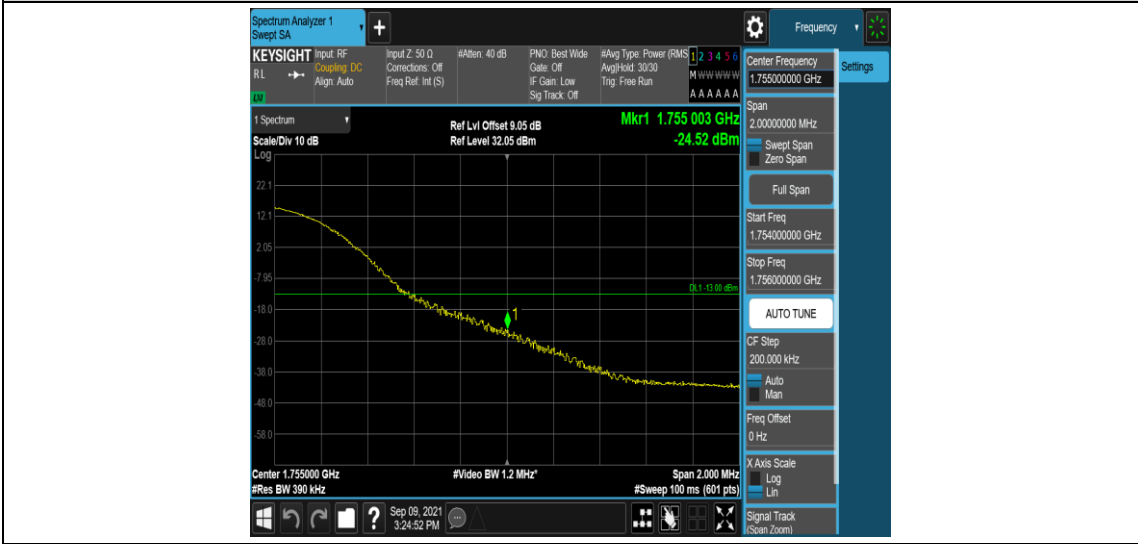 Spectrum Analyzer 1
Swept SA
+
Frequency
KEYSIGHT
RL
LNI
Input: RF
Coupling: DC
Align: Auto
Input Z: 50 Ω
Corrections: Off
Freq Ref: Int (S)
#Atten: 40 dB
PNO: Best Wide
Gate: Off
IF Gain: Low
Sig Track: Off
#Avg Type: Power (RMS
Avg|Hold: 30/30
Trig: Free Run
1 2 3 4 5 6
M W W W W W
A A A A A A
Center Frequency
1.755000000 GHz
Settings
Span
2.00000000 MHz
Swept Span
Zero Span
Full Span
Start Freq
1.754000000 GHz
Stop Freq
1.756000000 GHz
AUTO TUNE
CF Step
200.000 kHz
Auto
Man
Freq Offset
0 Hz
X Axis Scale
Log
Lin
Signal Track
(Span Zoom)
1 Spectrum
Scale/Div 10 dB
Ref Lvl Offset 9.05 dB
Ref Level 32.05 dBm
Mkr1 1.755 003 GHz
-24.52 dBm
Log
22.1
12.1
2.05
-7.95
DL1 -13.00 dBm
-18.0
1
-28.0
-38.0
-48.0
-58.0
Center 1.755000 GHz
#Video BW 1.2 MHz*
Span 2.000 MHz
#Res BW 390 kHz
#Sweep 100 ms (601 pts)
?
Sep 09, 2021
3:24:52 PM